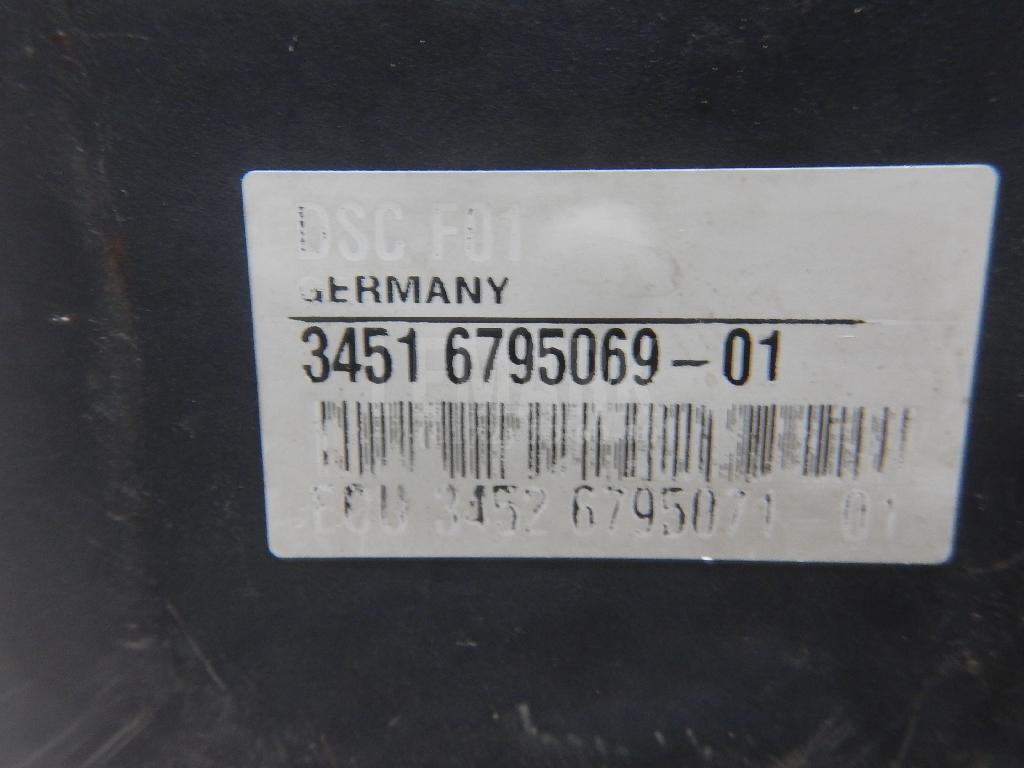 DSC F01
GERMANY
3451 6795069-01
ECU 3452 6795071-01